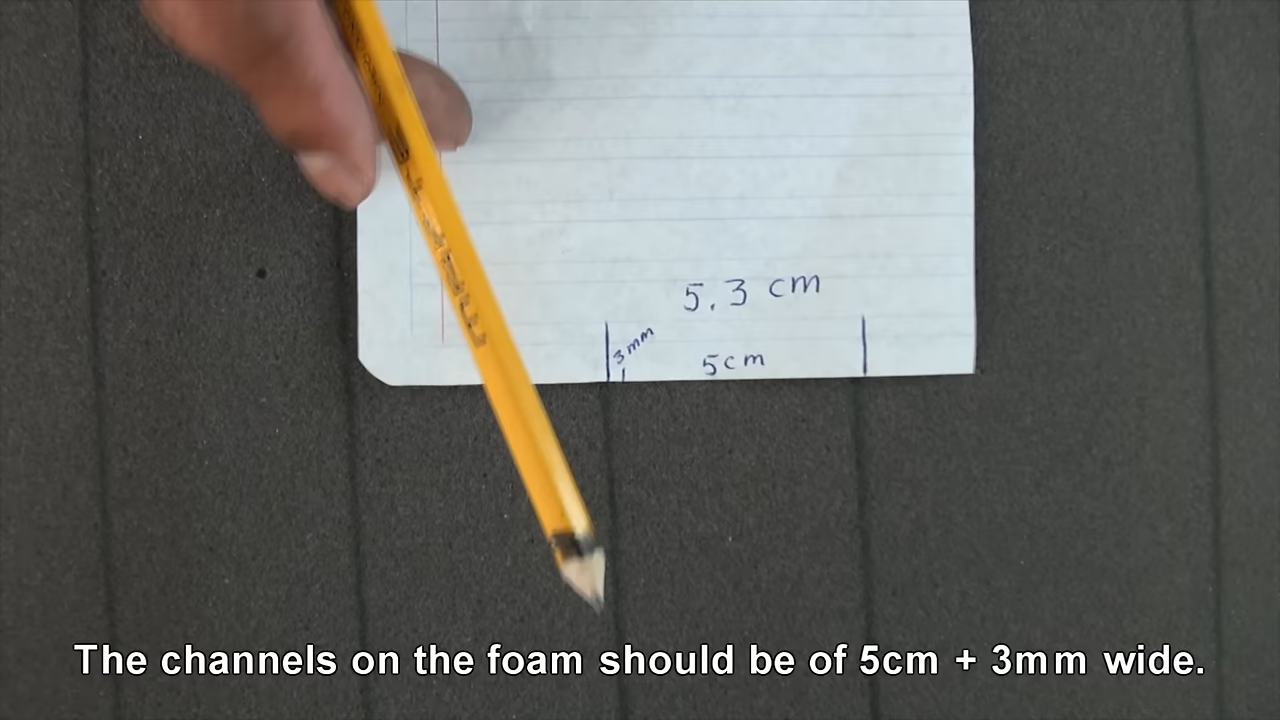 5.3 cm
3mm
5cm
The channels on the foam should be of 5cm + 3mm wide.